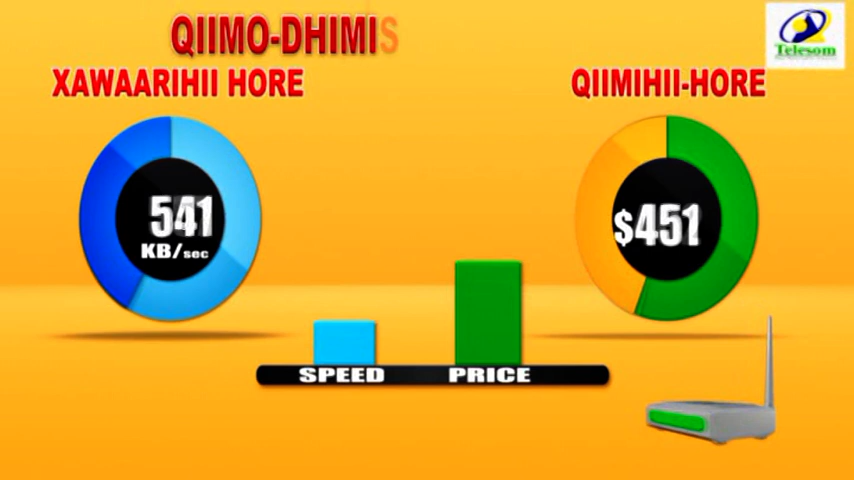 QIIMO-DHIMIS
XAWAARIHII HORE
QIIMIHII-HORE
Telesom
541
KB/sec
$451
SPEED
PRICE